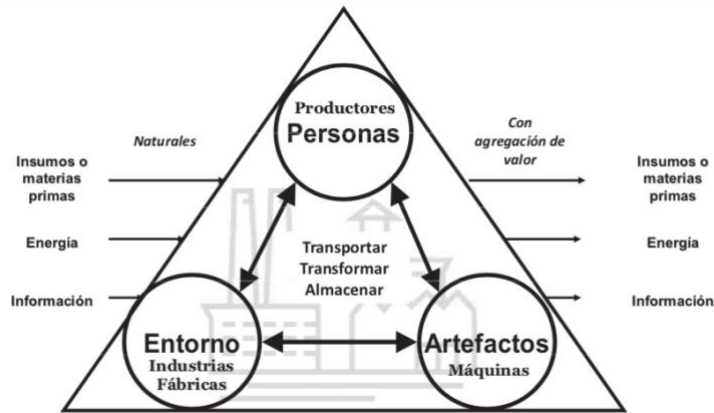 Productores
Personas
Naturales
Con
agregación de
valor
Insumos o
materias
primas
Insumos o
materias
primas
Energía
Transportar
Transformar
Almacenar
Energía
Información
Información
Entorno
Industrias
Fábricas
Artefactos
Máquinas